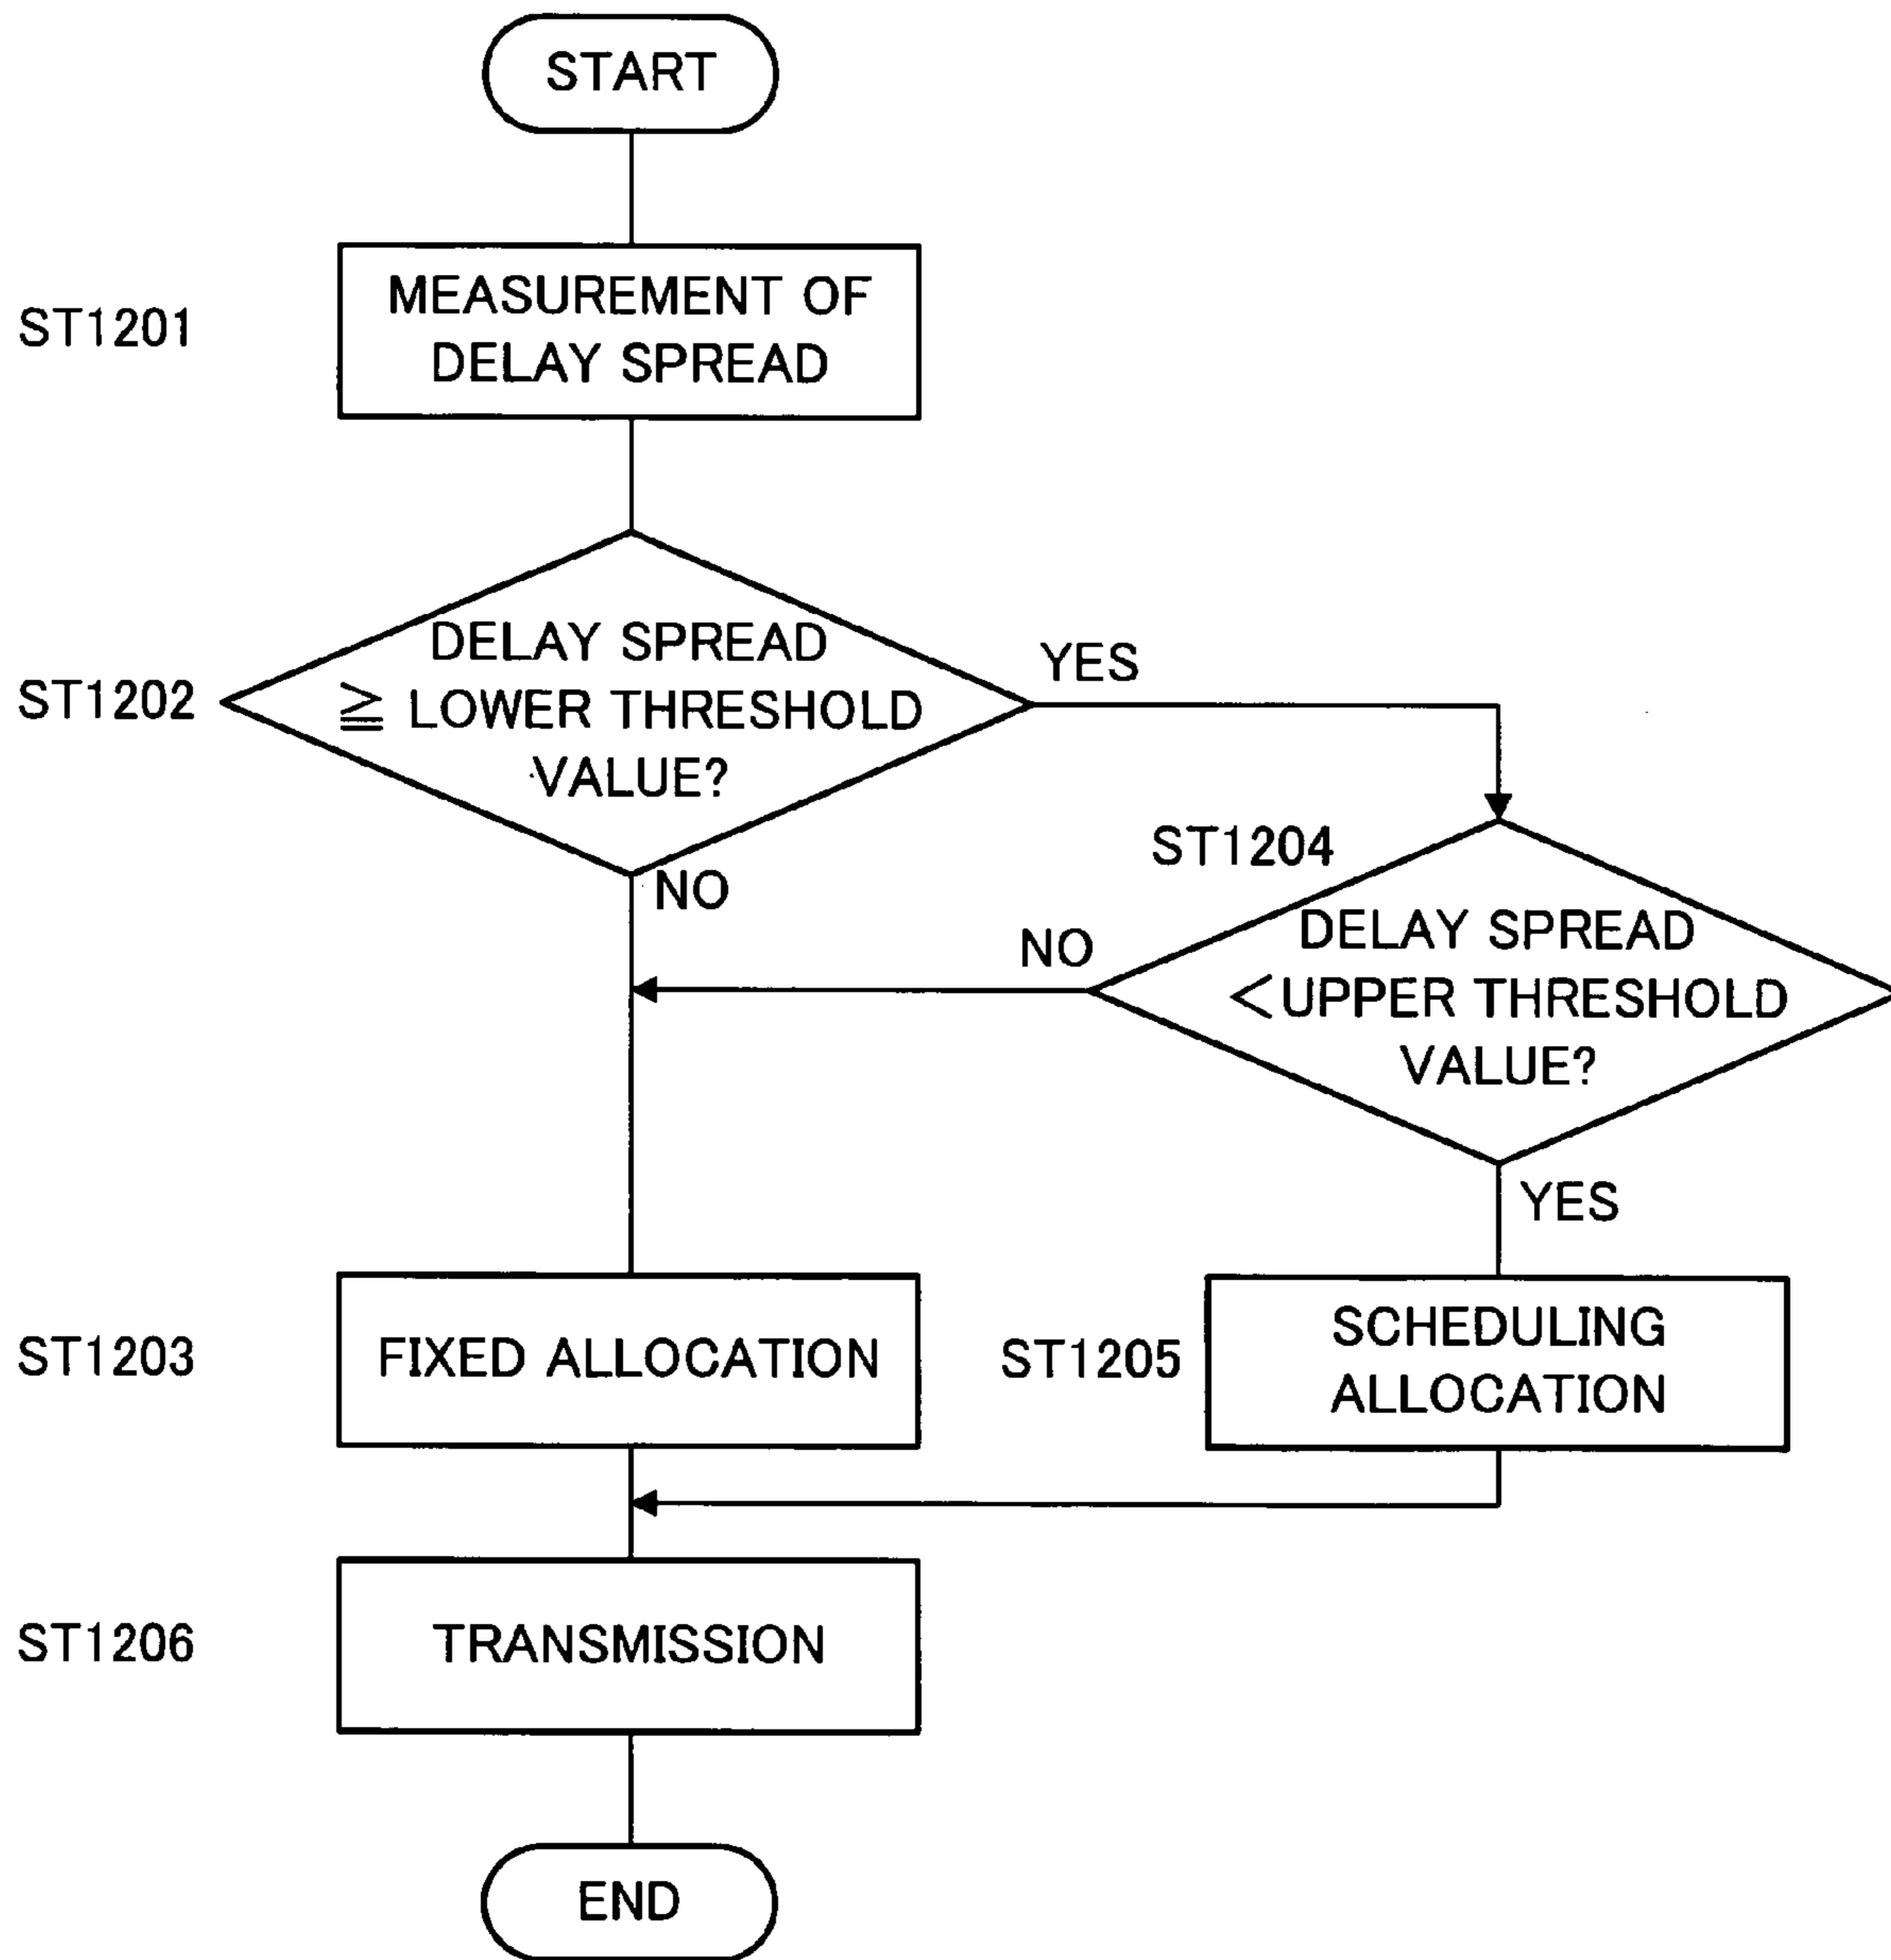 START
ST1201
MEASUREMENT OF
DELAY SPREAD
ST1202
DELAY SPREAD
≧ LOWER THRESHOLD
VALUE?
YES
NO
ST1204
DELAY SPREAD
<UPPER THRESHOLD
VALUE?
NO
YES
ST1203
FIXED ALLOCATION
ST1205
SCHEDULING
ALLOCATION
ST1206
TRANSMISSION
END